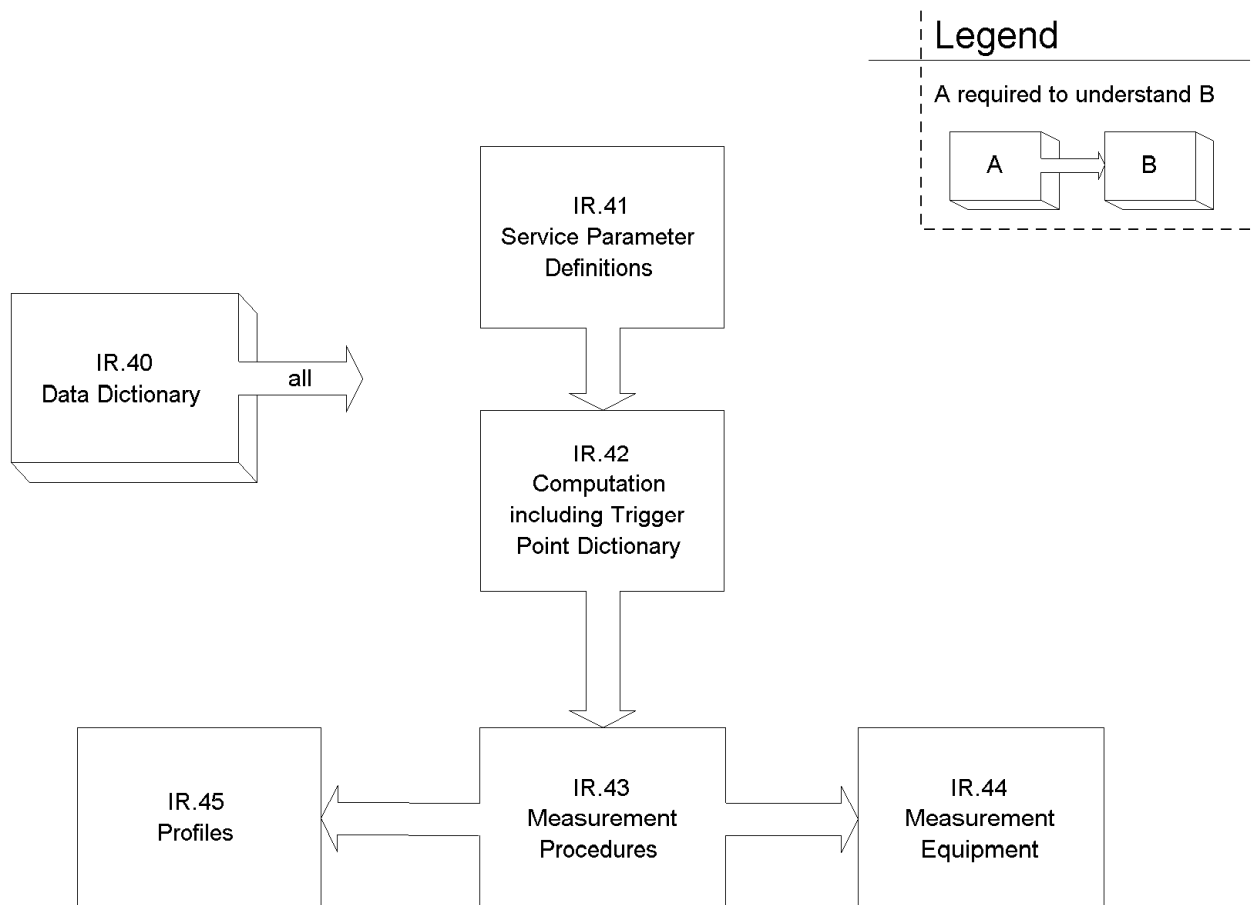 Legend
A required to understand B
A
B
IR.41
Service Parameter
Definitions
IR.40
Data Dictionary
all
IR.42
Computation
including Trigger
Point Dictionary
IR.45
Profiles
IR.43
Measurement
Procedures
IR.44
Measurement
Equipment